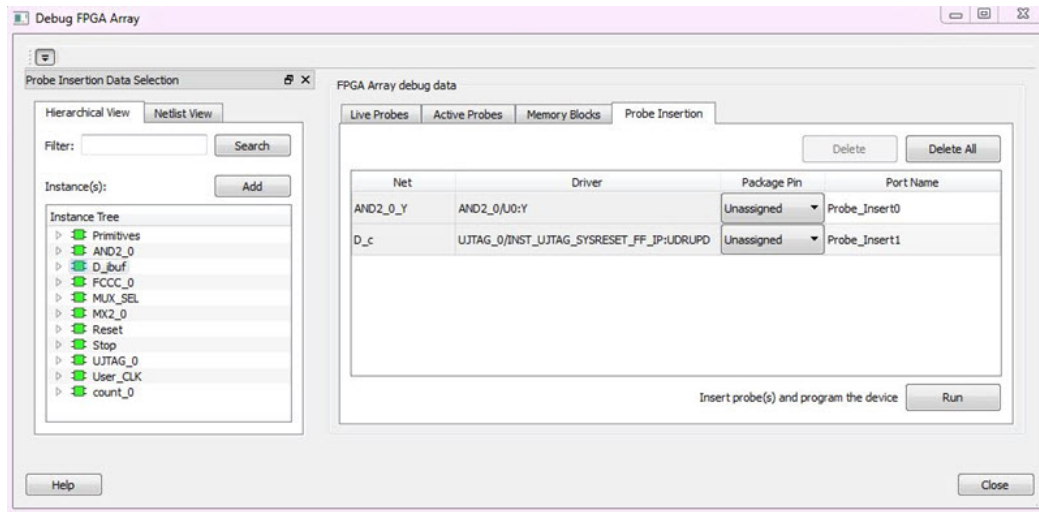 Debug FPGA Array
Probe Insertion Data Selection
Hierarchical View Netlist View
Filter: Search
Instance(s): Add
Instance Tree
Primitives
AND2_0
D_ibuf
FCCC_0
MUX_SEL
MX2_0
Reset
Stop
UJTAG_0
User_CLK
count_0
FPGA Array debug data
Live Probes Active Probes Memory Blocks Probe Insertion
Delete Delete All
Net Driver Package Pin Port Name
AND2_0_Y AND2_0/U0:Y Unassigned Probe_Insert0
D_c UJTAG_0/INST_UJTAG_SYSRESET_FF_IP:UDRUPD Unassigned Probe_Insert1
Insert probe(s) and program the device Run
Help Close